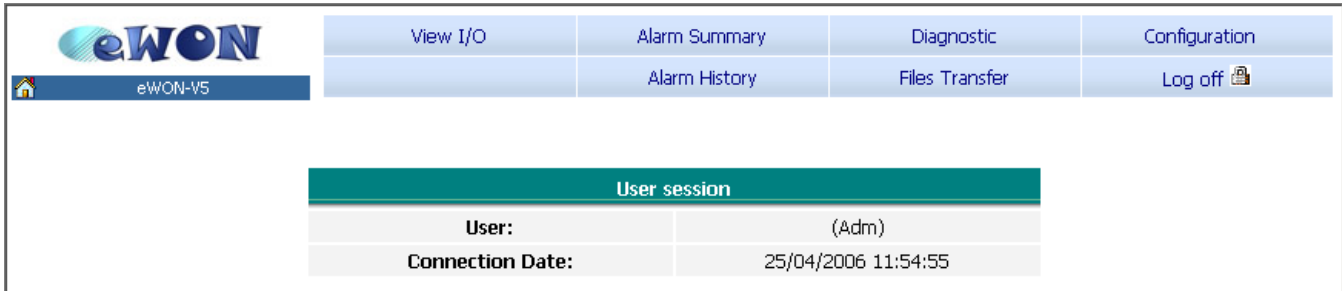 eWON View I/O Alarm Summary Diagnostic Configuration
eWON-V5 Alarm History Files Transfer Log off
User session
User: (Adm)
Connection Date: 25/04/2006 11:54:55